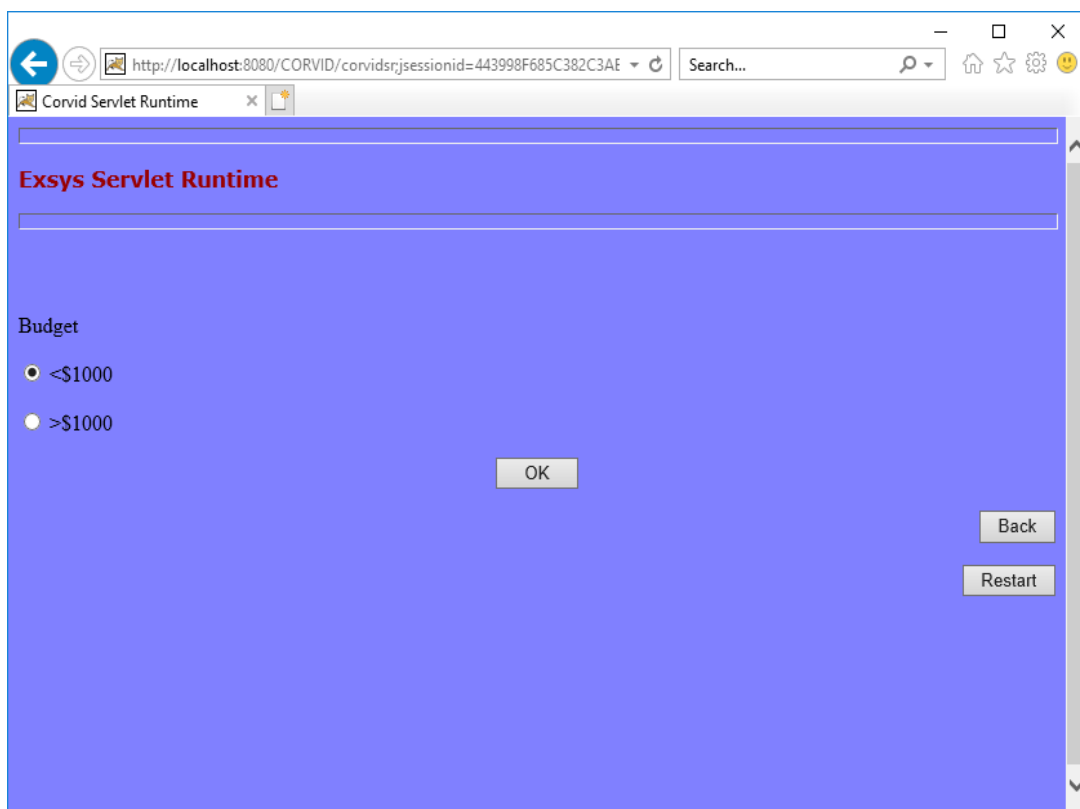 http://localhost:8080/CORVID/corvidsr;jsessionid=443998F685C382C3AE
Search...
Corvid Servlet Runtime
Exsys Servlet Runtime
Budget
<$1000
>$1000
OK
Back
Restart